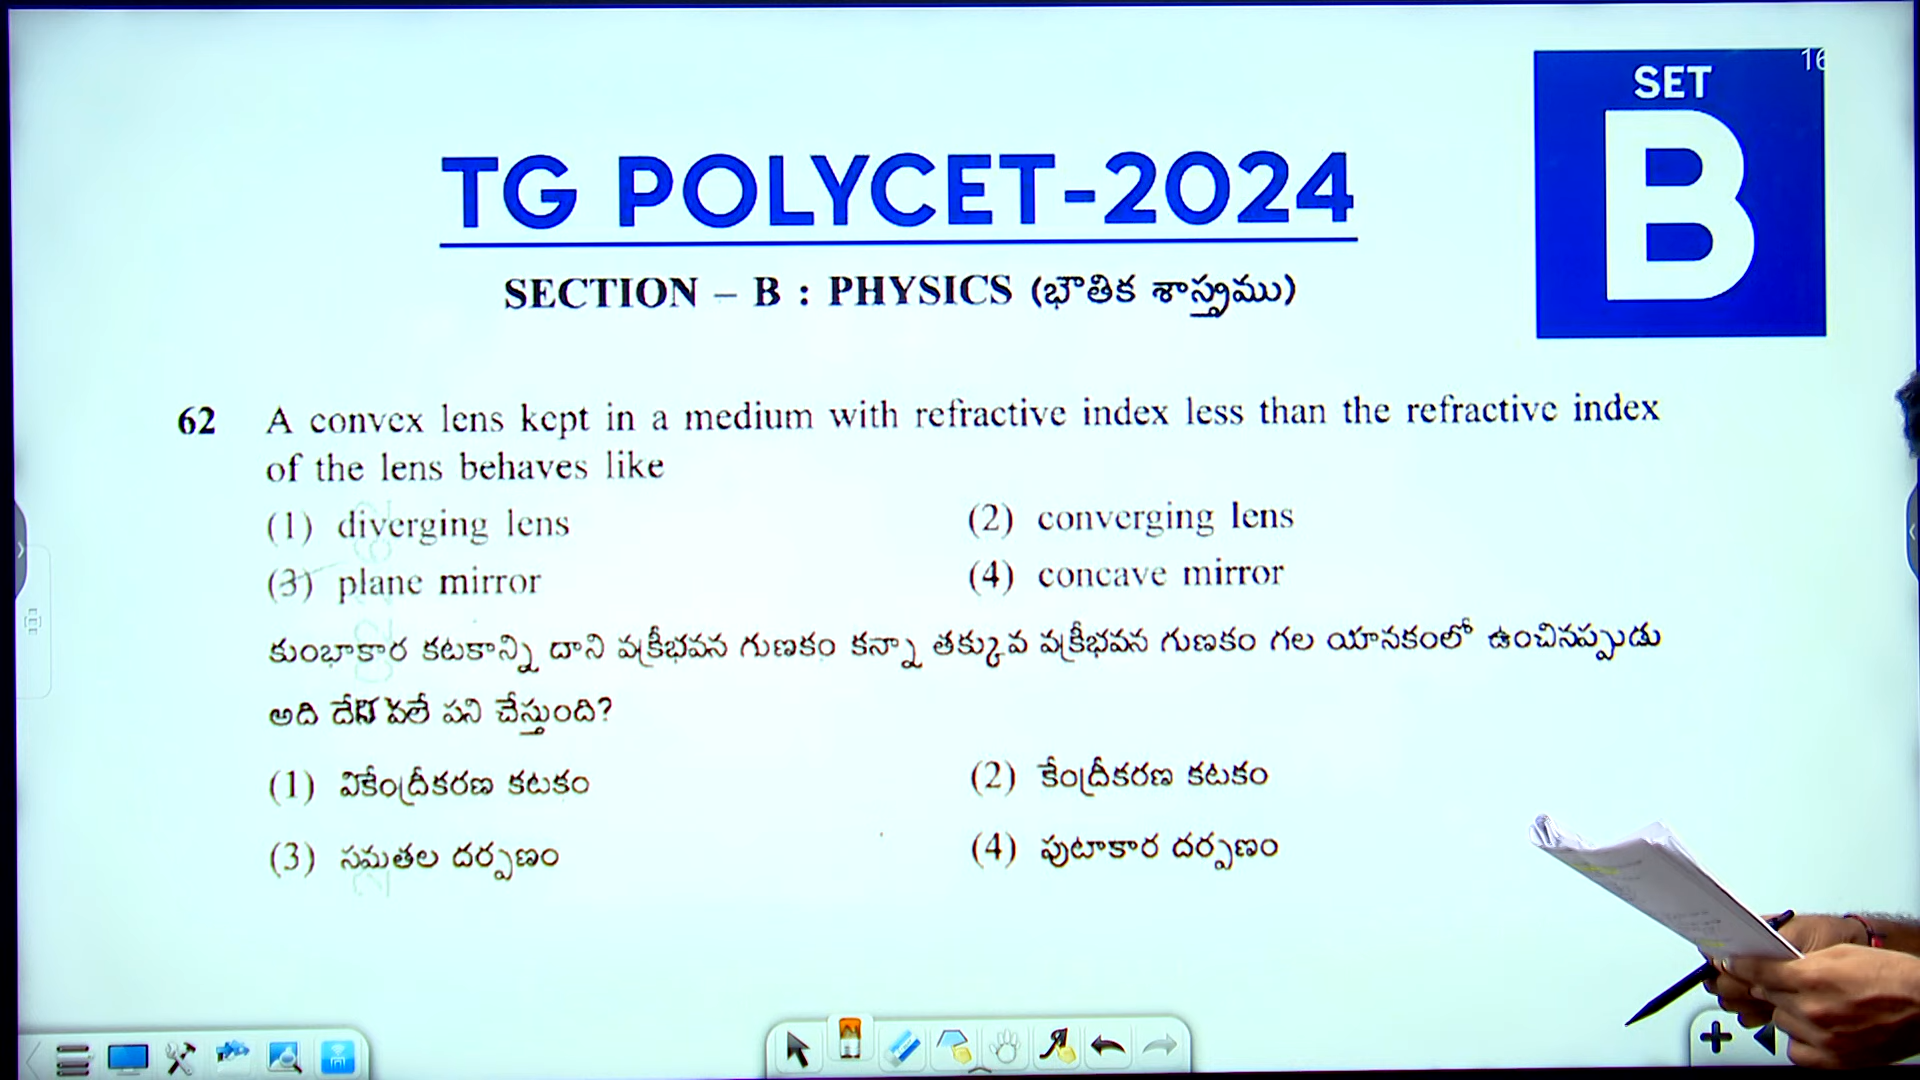 16
SET
B
TG POLYCET-2024
SECTION – B : PHYSICS (భౌతిక శాస్త్రము)
62 A convex lens kept in a medium with refractive index less than the refractive index
of the lens behaves like
(1) diverging lens (2) converging lens
(3) plane mirror (4) concave mirror
కుంభాకార కటకాన్ని దాని వక్రీభవన గుణకం కన్నా తక్కువ వక్రీభవన గుణకం గల యానకంలో ఉంచినప్పుడు
అది దేని వలే పని చేస్తుంది?
(1) వికేంద్రీకరణ కటకం (2) కేంద్రీకరణ కటకం
(3) సమతల దర్పణం (4) పుటాకార దర్పణం